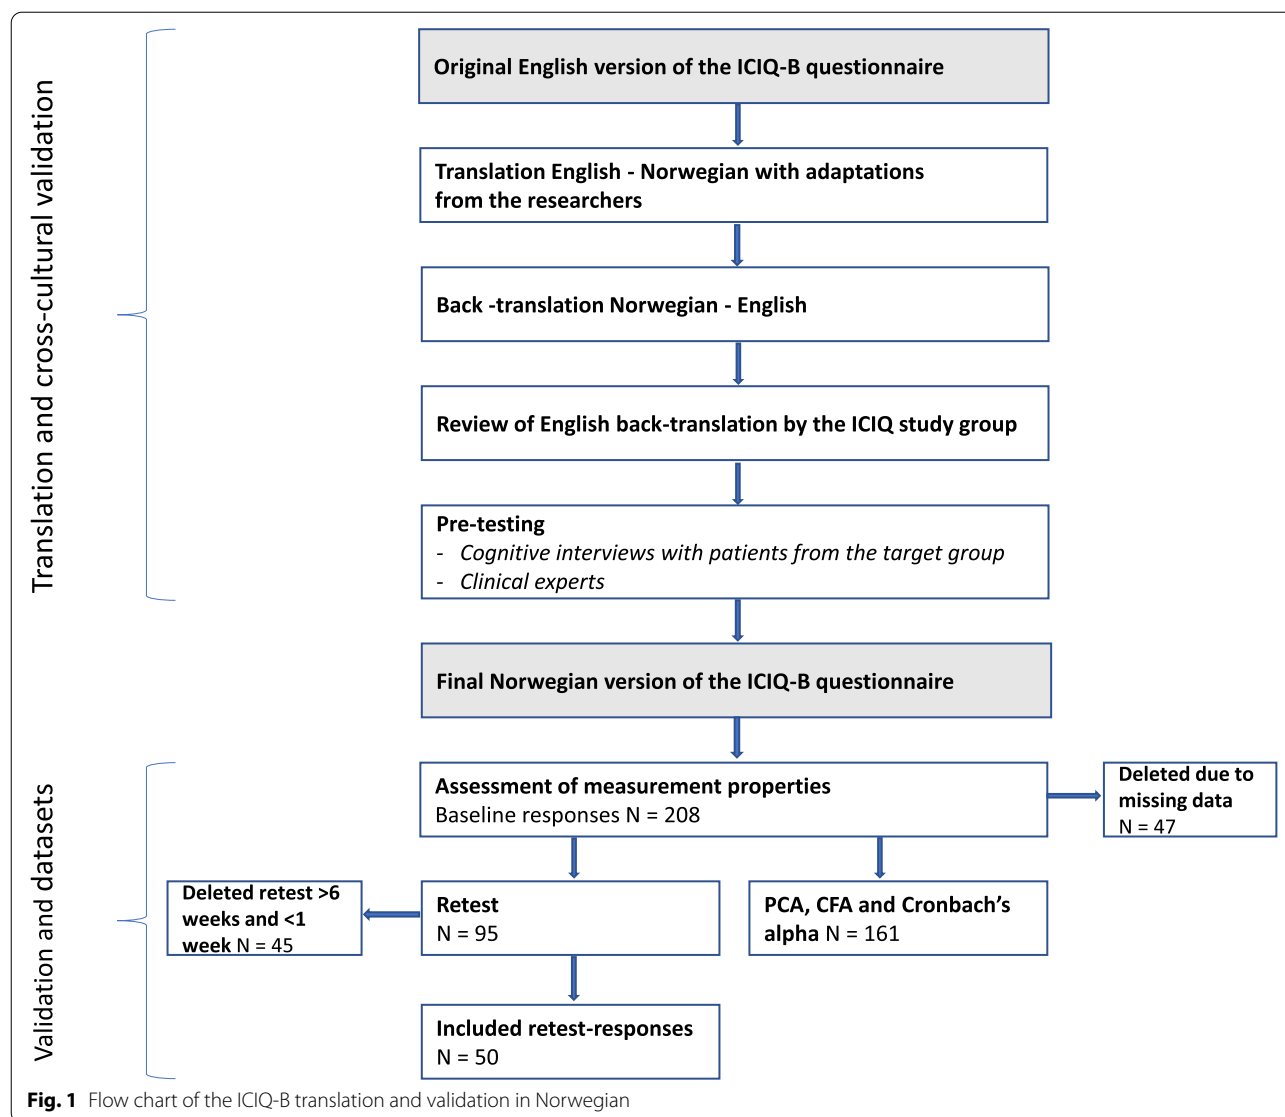 Translation and cross-cultural validation
Original English version of the ICIQ-B questionnaire
Translation English - Norwegian with adaptations
from the researchers
Back -translation Norwegian - English
Review of English back-translation by the ICIQ study group
Pre-testing
- Cognitive interviews with patients from the target group
- Clinical experts
Final Norwegian version of the ICIQ-B questionnaire
Validation and datasets
Assessment of measurement properties
Baseline responses N = 208
Deleted due to
missing data
N = 47
Deleted retest >6
weeks and <1
week N = 45
Retest
N = 95
PCA, CFA and Cronbach's
alpha N = 161
Included retest-responses
N = 50
Fig. 1 Flow chart of the ICIQ-B translation and validation in Norwegian